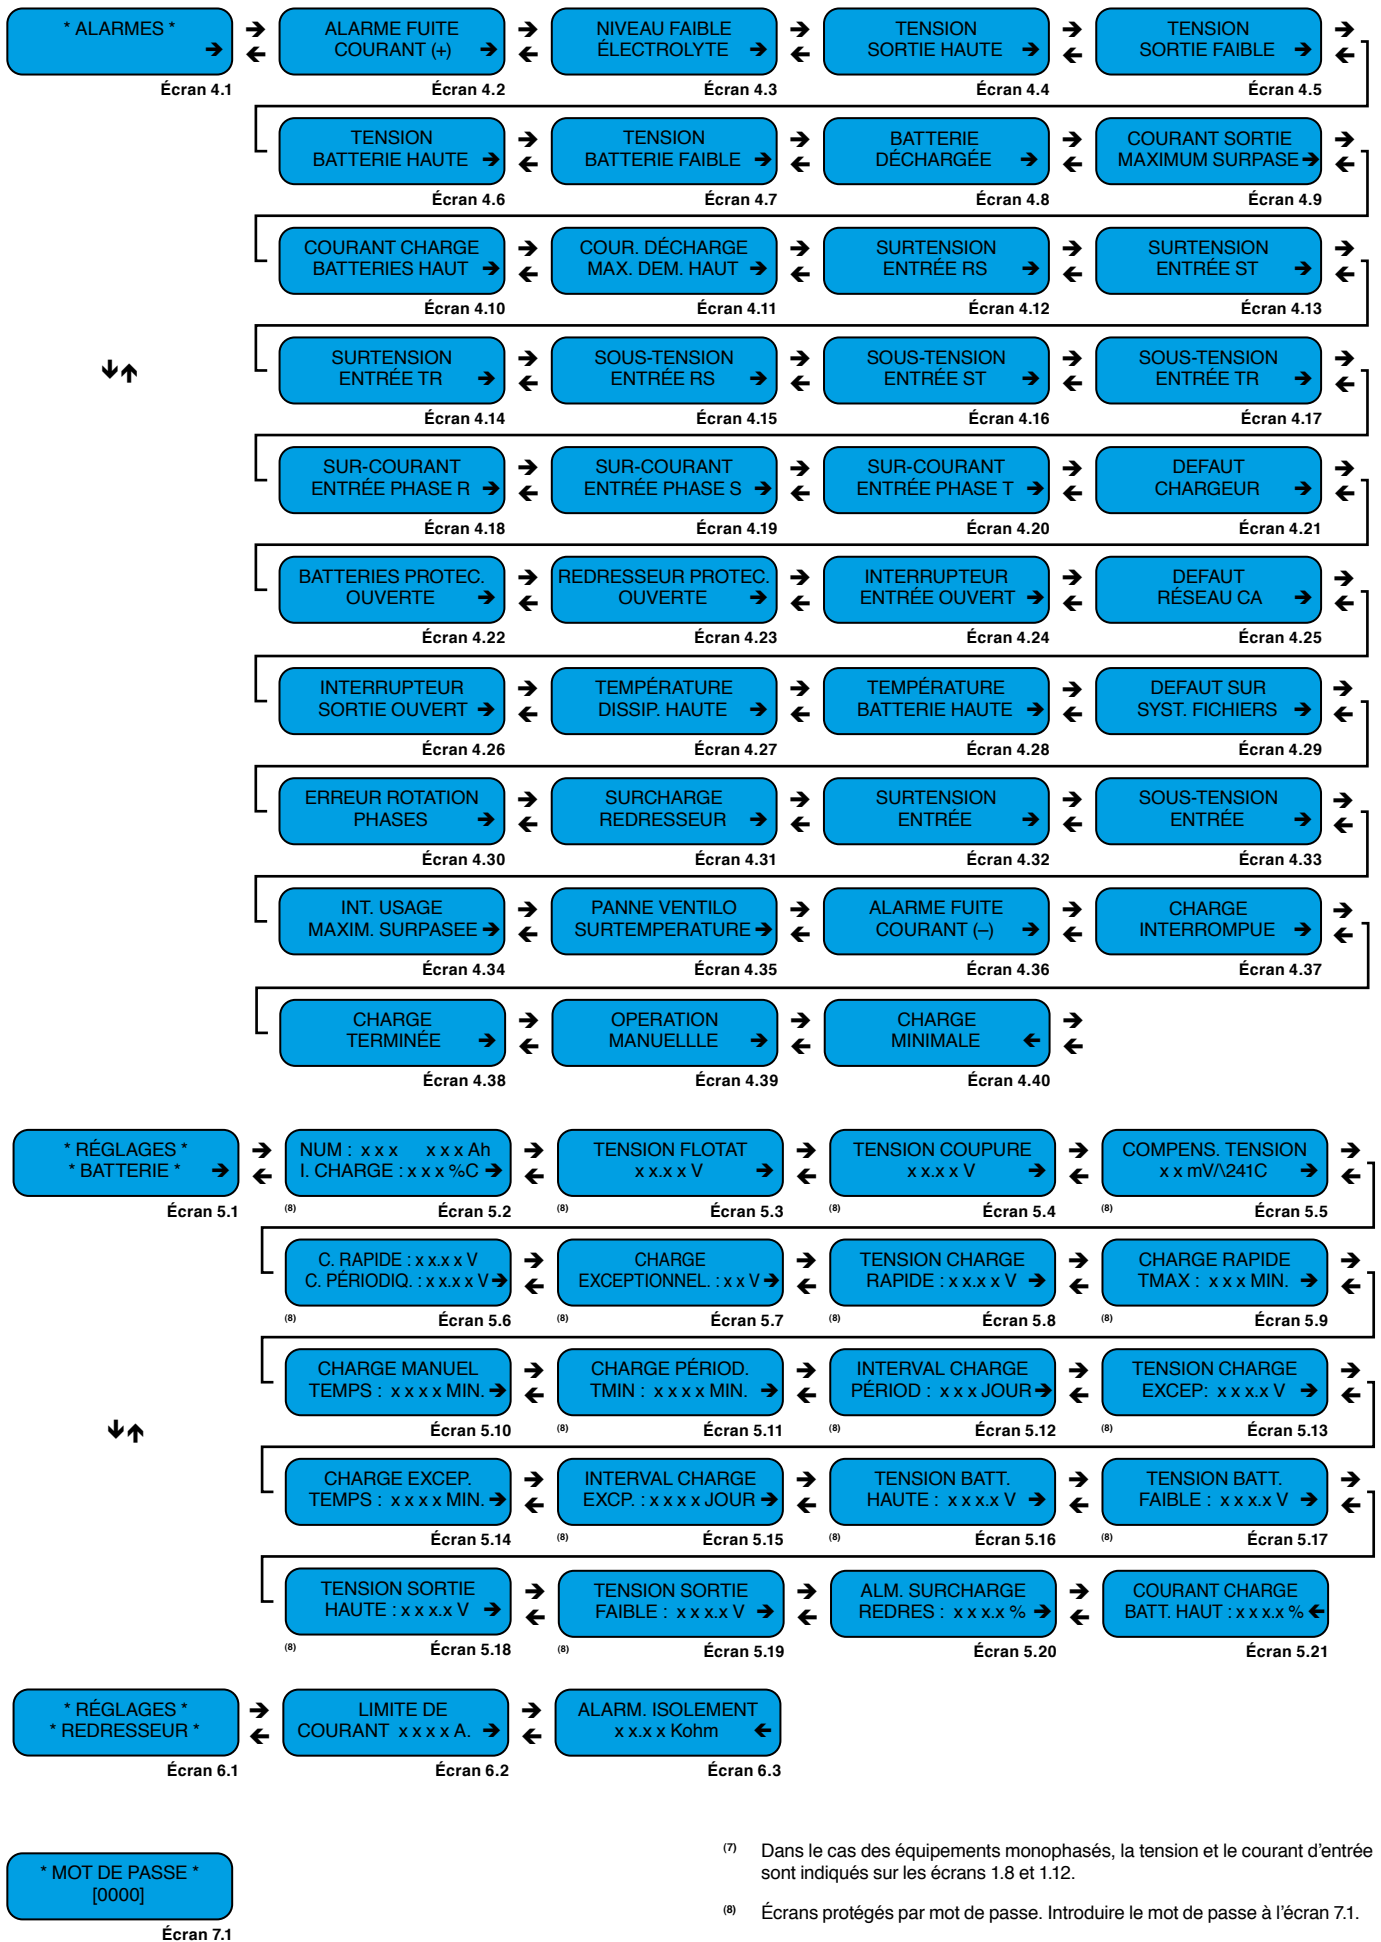 * ALARMES *
Écran 4.1
ALARME FUITE
COURANT (+)
Écran 4.2
NIVEAU FAIBLE
ÉLECTROLYTE
Écran 4.3
TENSION
SORTIE HAUTE
Écran 4.4
TENSION
SORTIE FAIBLE
Écran 4.5
TENSION
BATTERIE HAUTE
Écran 4.6
TENSION
BATTERIE FAIBLE
Écran 4.7
BATTERIE
DÉCHARGÉE
Écran 4.8
COURANT SORTIE
MAXIMUM SURPASE
Écran 4.9
COURANT CHARGE
BATTERIES HAUT
Écran 4.10
COUR. DÉCHARGE
MAX. DEM. HAUT
Écran 4.11
SURTENSION
ENTRÉE RS
Écran 4.12
SURTENSION
ENTRÉE ST
Écran 4.13
SURTENSION
ENTRÉE TR
Écran 4.14
SOUS-TENSION
ENTRÉE RS
Écran 4.15
SOUS-TENSION
ENTRÉE ST
Écran 4.16
SOUS-TENSION
ENTRÉE TR
Écran 4.17
SUR-COURANT
ENTRÉE PHASE R
Écran 4.18
SUR-COURANT
ENTRÉE PHASE S
Écran 4.19
SUR-COURANT
ENTRÉE PHASE T
Écran 4.20
DEFAUT
CHARGEUR
Écran 4.21
BATTERIES PROTEC.
OUVERTE
Écran 4.22
REDRESSEUR PROTEC.
OUVERTE
Écran 4.23
INTERRUPTEUR
ENTRÉE OUVERT
Écran 4.24
DEFAUT
RÉSEAU CA
Écran 4.25
INTERRUPTEUR
SORTIE OUVERT
Écran 4.26
TEMPÉRATURE
DISSIP. HAUTE
Écran 4.27
TEMPÉRATURE
BATTERIE HAUTE
Écran 4.28
DEFAUT SUR
SYST. FICHIERS
Écran 4.29
ERREUR ROTATION
PHASES
Écran 4.30
SURCHARGE
REDRESSEUR
Écran 4.31
SURTENSION
ENTRÉE
Écran 4.32
SOUS-TENSION
ENTRÉE
Écran 4.33
INT. USAGE
MAXIM. SURPASEE
Écran 4.34
PANNE VENTILO
SURTEMPERATURE
Écran 4.35
ALARME FUITE
COURANT (–)
Écran 4.36
CHARGE
INTERROMPUE
Écran 4.37
CHARGE
TERMINÉE
Écran 4.38
OPERATION
MANUELLLE
Écran 4.39
CHARGE
MINIMALE
Écran 4.40
* RÉGLAGES *
* BATTERIE *
Écran 5.1
NUM : x x x x x x Ah
I. CHARGE : x x x %C
(8) Écran 5.2
TENSION FLOTAT
x x.x x V
(8) Écran 5.3
TENSION COUPURE
x x.x x V
(8) Écran 5.4
COMPENS. TENSION
x x mV/\241C
(8) Écran 5.5
C. RAPIDE : x x.x x V
C. PÉRIODIQ. : x x.x x V
(8) Écran 5.6
CHARGE
EXCEPTIONNEL. : x x V
(8) Écran 5.7
TENSION CHARGE
RAPIDE : x x.x x V
(8) Écran 5.8
CHARGE RAPIDE
TMAX : x x x MIN.
(8) Écran 5.9
CHARGE MANUEL
TEMPS : x x x x MIN.
Écran 5.10
CHARGE PÉRIOD.
TMIN : x x x x MIN.
(8) Écran 5.11
INTERVAL CHARGE
PÉRIOD : x x x JOUR
(8) Écran 5.12
TENSION CHARGE
EXCEP: x x x.x V
(8) Écran 5.13
CHARGE EXCEP.
TEMPS : x x x x MIN.
Écran 5.14
INTERVAL CHARGE
EXCP. : x x x x JOUR
(8) Écran 5.15
TENSION BATT.
HAUTE : x x x.x V
(8) Écran 5.16
TENSION BATT.
FAIBLE : x x x.x V
(8) Écran 5.17
TENSION SORTIE
HAUTE : x x x.x V
(8) Écran 5.18
TENSION SORTIE
FAIBLE : x x x.x V
(8) Écran 5.19
ALM. SURCHARGE
REDRES : x x x.x %
Écran 5.20
COURANT CHARGE
BATT. HAUT : x x x.x %
Écran 5.21
* RÉGLAGES *
* REDRESSEUR *
Écran 6.1
LIMITE DE
COURANT x x x x A.
Écran 6.2
ALARM. ISOLEMENT
x x.x x Kohm
Écran 6.3
* MOT DE PASSE *
[0000]
Écran 7.1
(7) Dans le cas des équipements monophasés, la tension et le courant d'entrée
sont indiqués sur les écrans 1.8 et 1.12.
(8) Écrans protégés par mot de passe. Introduire le mot de passe à l'écran 7.1.